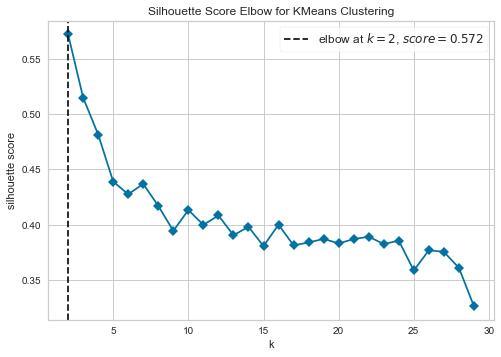 Silhouette Score Elbow for KMeans Clustering
elbow at k = 2, score = 0.572
silhouette score
0.55
0.50
0.45
0.40
0.35
5 10 15 20 25 30
k